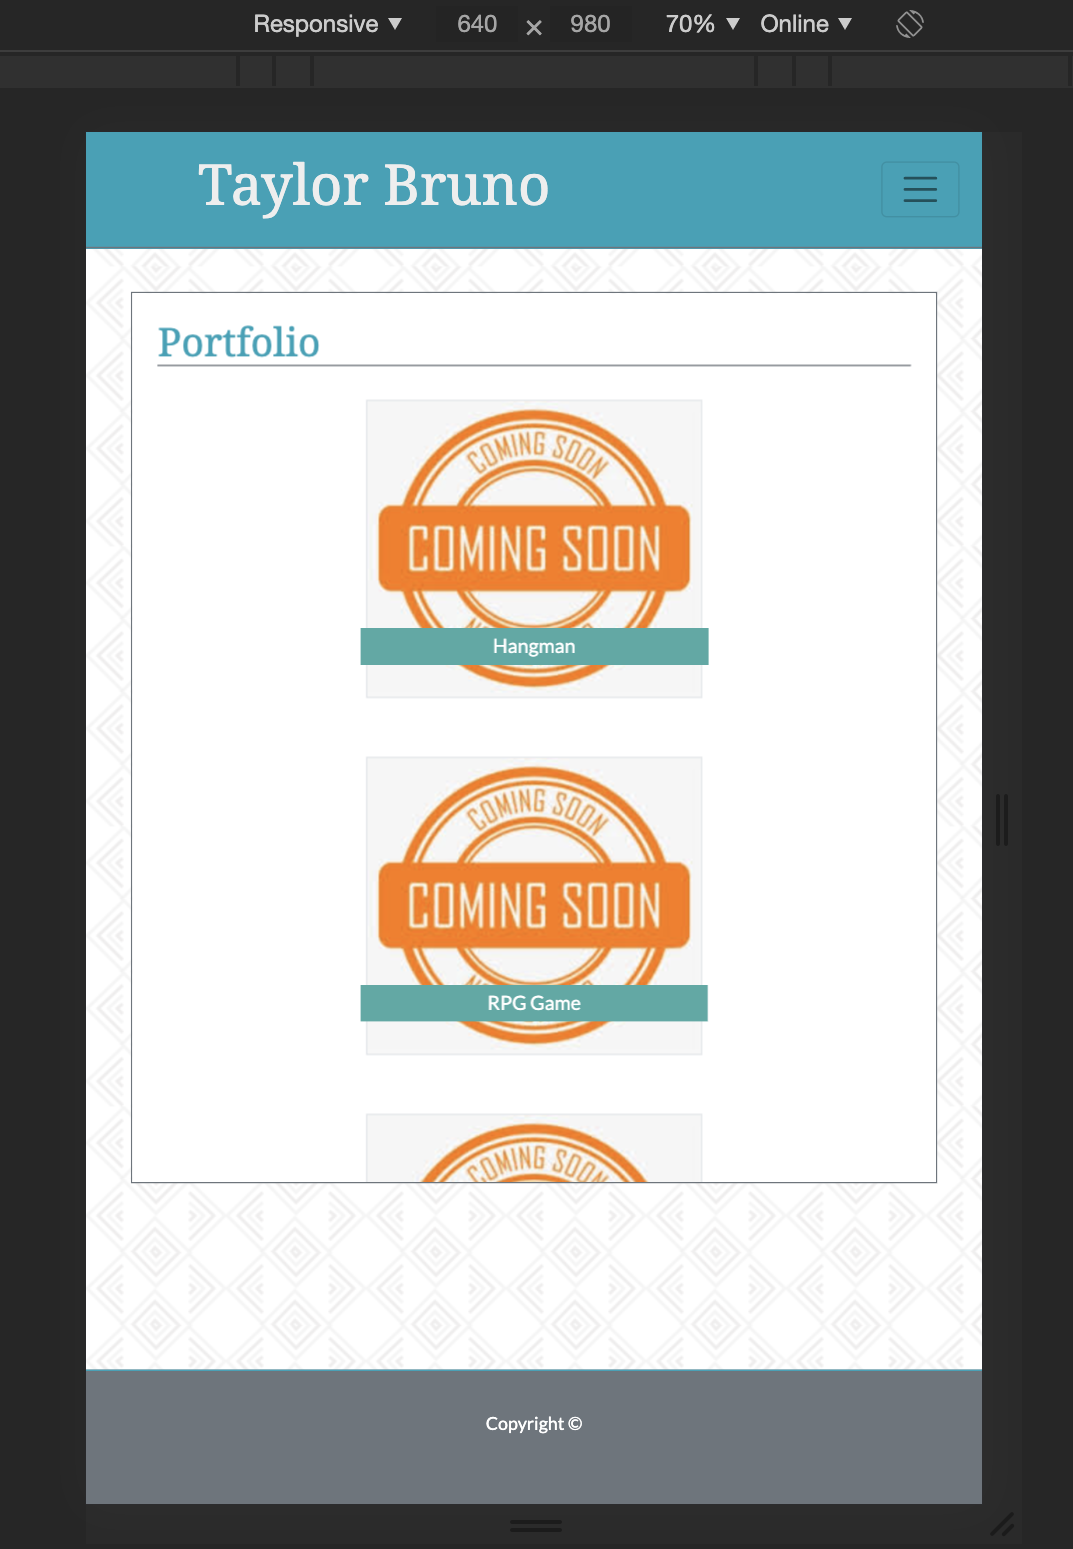 Responsive ▼ 640 × 980 70% ▼ Online ▼
Taylor Bruno
Portfolio
COMING SOON
COMING SOON
Hangman
COMING SOON
COMING SOON
RPG Game
COMING SOON
Copyright ©